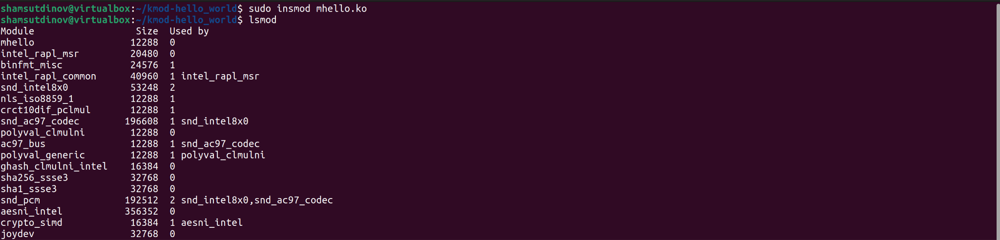 shamsutdinov@virtualbox:~/kmod-hello_world$ sudo insmod mhello.ko
shamsutdinov@virtualbox:~/kmod-hello_world$ lsmod
Module                  Size  Used by
mhello                 12288  0
intel_rapl_msr         20480  0
binfmt_misc            24576  1
intel_rapl_common      40960  1 intel_rapl_msr
snd_intel8x0           53248  2
nls_iso8859_1          12288  1
crct10dif_pclmul       12288  1
snd_ac97_codec        196608  1 snd_intel8x0
polyval_clmulni        12288  0
ac97_bus               12288  1 snd_ac97_codec
polyval_generic        12288  1 polyval_clmulni
ghash_clmulni_intel    16384  0
sha256_ssse3           32768  0
sha1_ssse3             32768  0
snd_pcm               192512  2 snd_intel8x0,snd_ac97_codec
aesni_intel           356352  0
crypto_simd            16384  1 aesni_intel
joydev                 32768  0